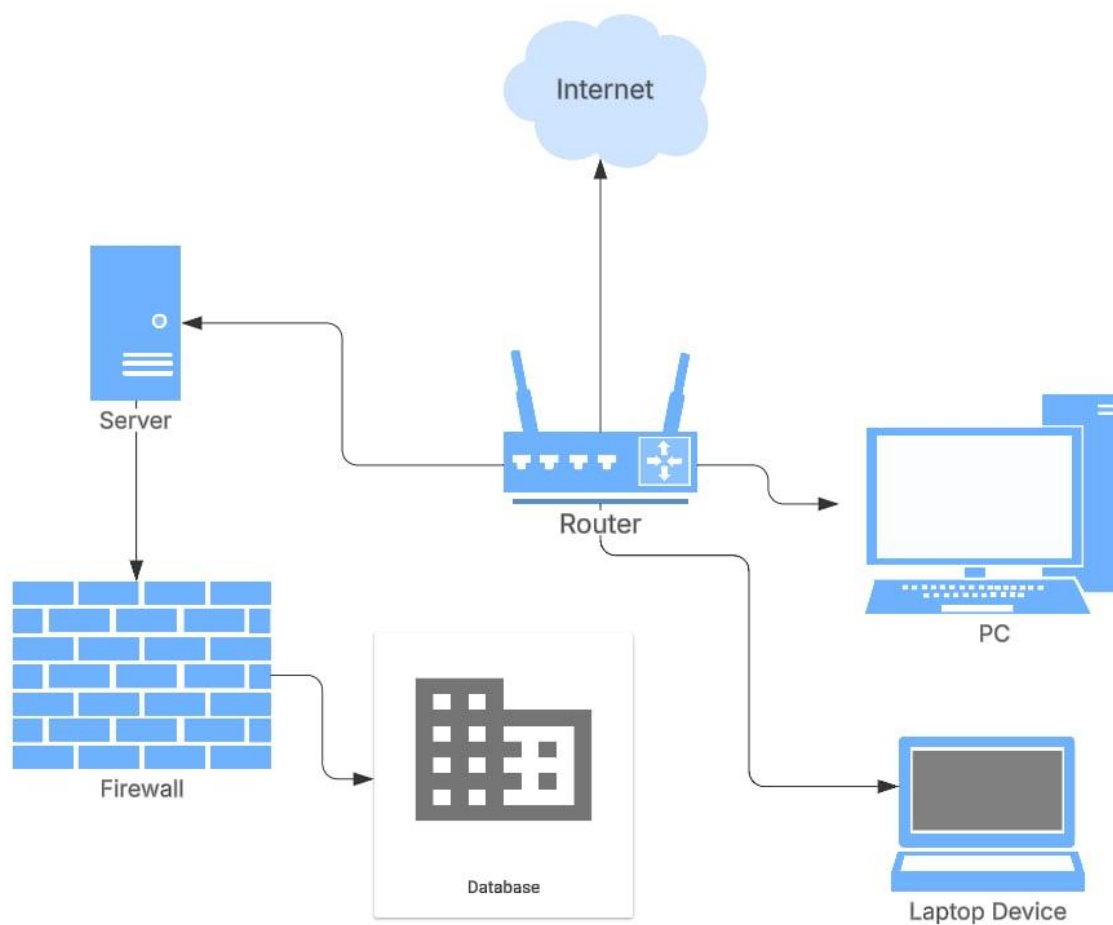 Internet
Server
Router
PC
Firewall
Database
Laptop Device